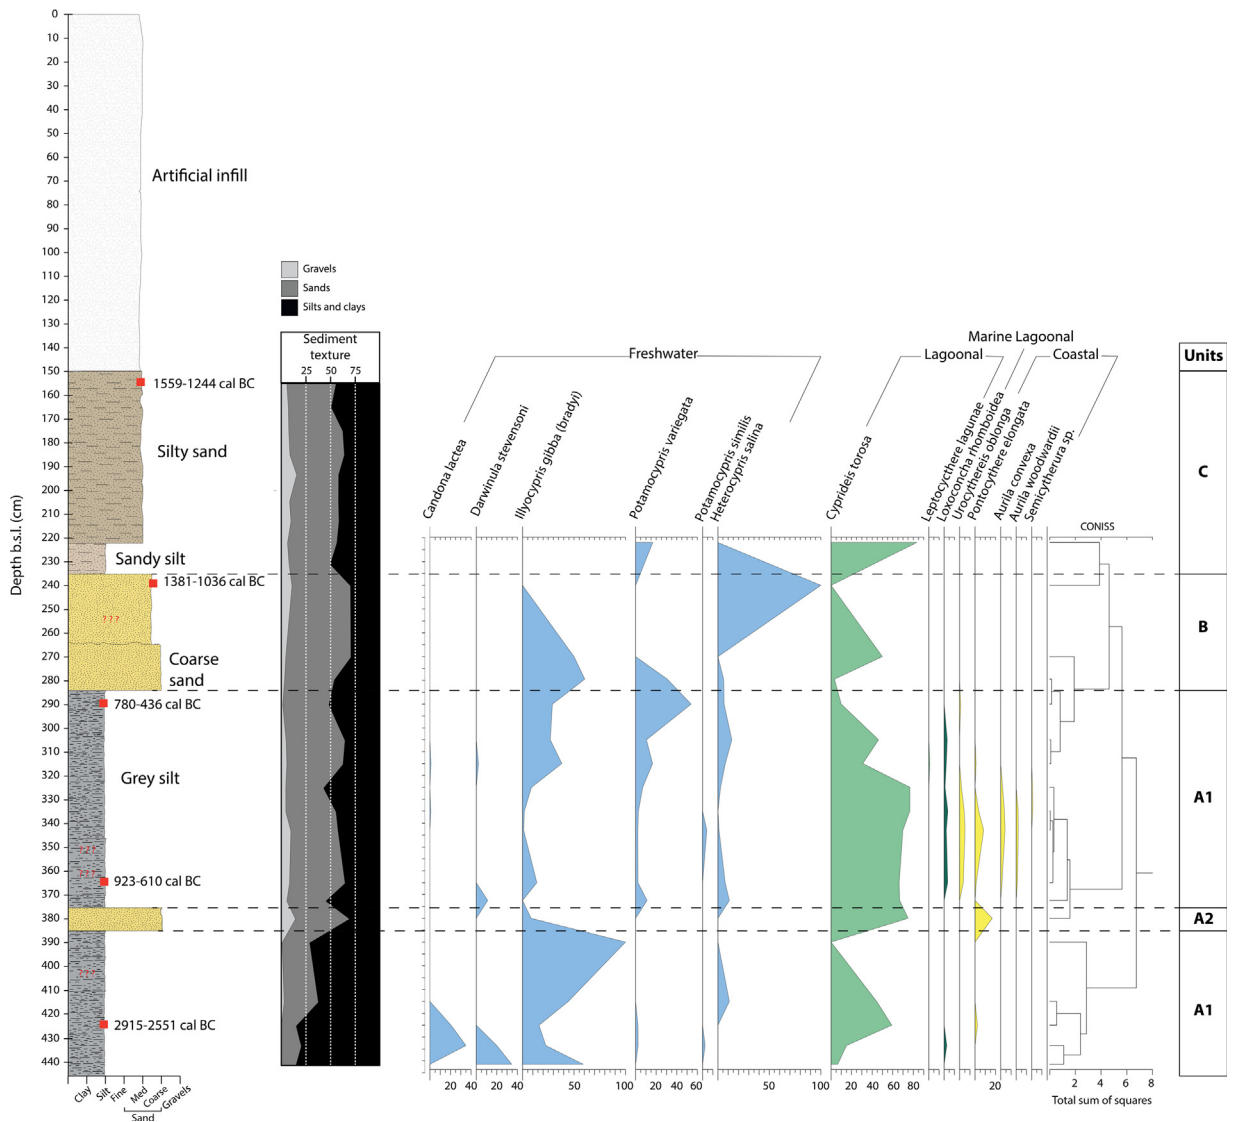 0
10
20
30
40
50
60
70
80
90
100
110
120
130
140
150
160
170
180
190
200
210
220
230
240
250
260
270
280
290
300
310
320
330
340
350
360
370
380
390
400
410
420
430
440
Depth b.s.l. (cm)
Artificial infill
1559-1244 cal BC
Silty sand
Sandy silt
1381-1036 cal BC
???
Coarse
sand
780-436 cal BC
Grey silt
???
???
923-610 cal BC
???
2915-2551 cal BC
Clay
Silt
Fine
Med
Coarse
Gravels
Sand
Gravels
Sands
Silts and clays
Sediment
texture
25 50 75
Freshwater
Lagoonal
Marine Lagoonal
Coastal
Candona lactea
Darwinula stevensoni
Illyocypris gibba (bradyi)
Potamocypris variegata
Potamocypris similis
Heterocypris salina
Cyprideis torosa
Leptocycthere lagunae
Loxoconcha rhomboidea
Urocythereis oblonga
Pontocythere elongata
Aurila convexa
Aurila woodwardii
Semicytherura sp.
CONISS
20 40
20 40
50 100
20 40 60
50 100
20 40 60 80
20
2 4 6 8
Total sum of squares
Units
C
B
A1
A2
A1